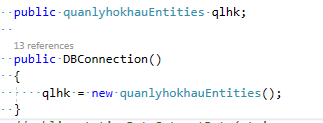 public quanlyhokhauEntities qlhk;
13 references
public DBConnection()
{
qlhk = new quanlyhokhauEntities();
}